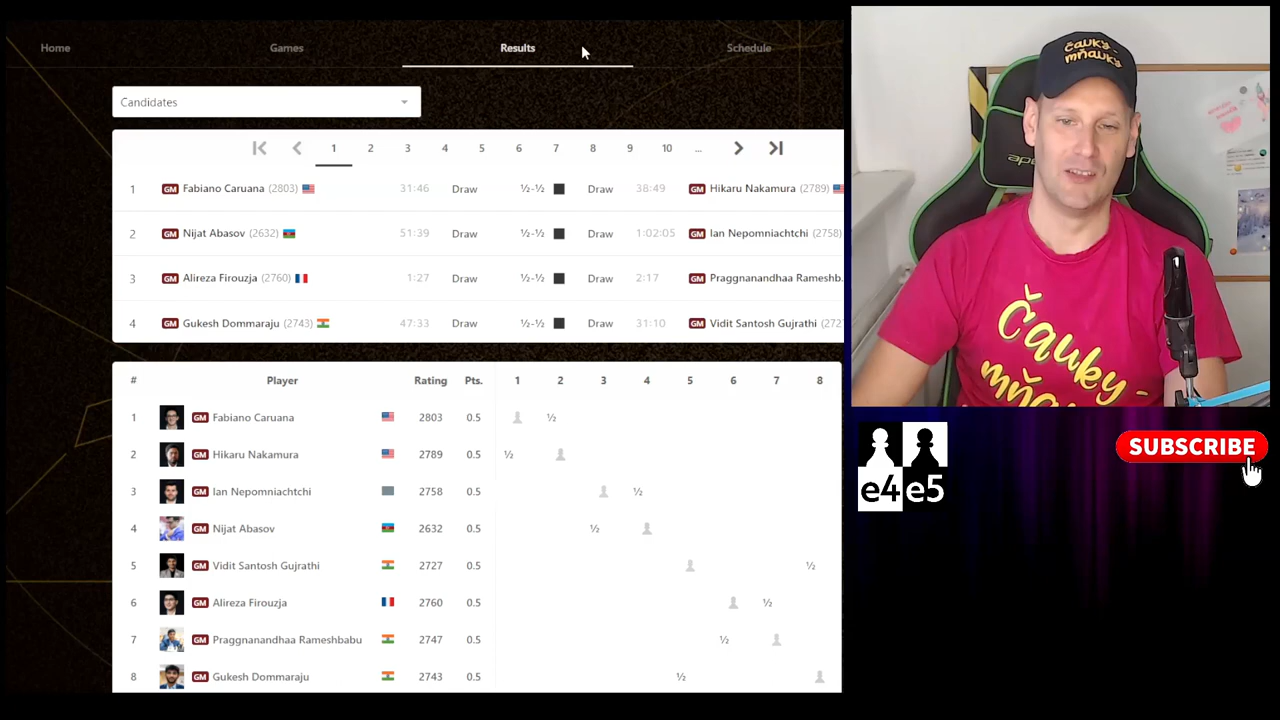 Home Games Results Schedule
Candidates
1 2 3 4 5 6 7 8 9 10 ...
1 GM Fabiano Caruana (2803) 31:46 Draw ½-½ Draw 38:49 GM Hikaru Nakamura (2789)
2 GM Nijat Abasov (2632) 51:39 Draw ½-½ Draw 1:02:05 GM Ian Nepomniachtchi (2758)
3 GM Alireza Firouzja (2760) 1:27 Draw ½-½ Draw 2:17 GM Praggnanandhaa Rameshb
4 GM Gukesh Dommaraju (2743) 47:33 Draw ½-½ Draw 31:10 GM Vidit Santosh Gujrathi (272
# Player Rating Pts. 1 2 3 4 5 6 7 8
1 GM Fabiano Caruana 2803 0.5 ½
2 GM Hikaru Nakamura 2789 0.5 ½
3 GM Ian Nepomniachtchi 2758 0.5 ½
4 GM Nijat Abasov 2632 0.5 ½
5 GM Vidit Santosh Gujrathi 2727 0.5 ½
6 GM Alireza Firouzja 2760 0.5 ½
7 GM Praggnanandhaa Rameshbabu 2747 0.5 ½
8 GM Gukesh Dommaraju 2743 0.5 ½
čauky-
mňauky
Čauky-
mňa
e4 e5
SUBSCRIBE